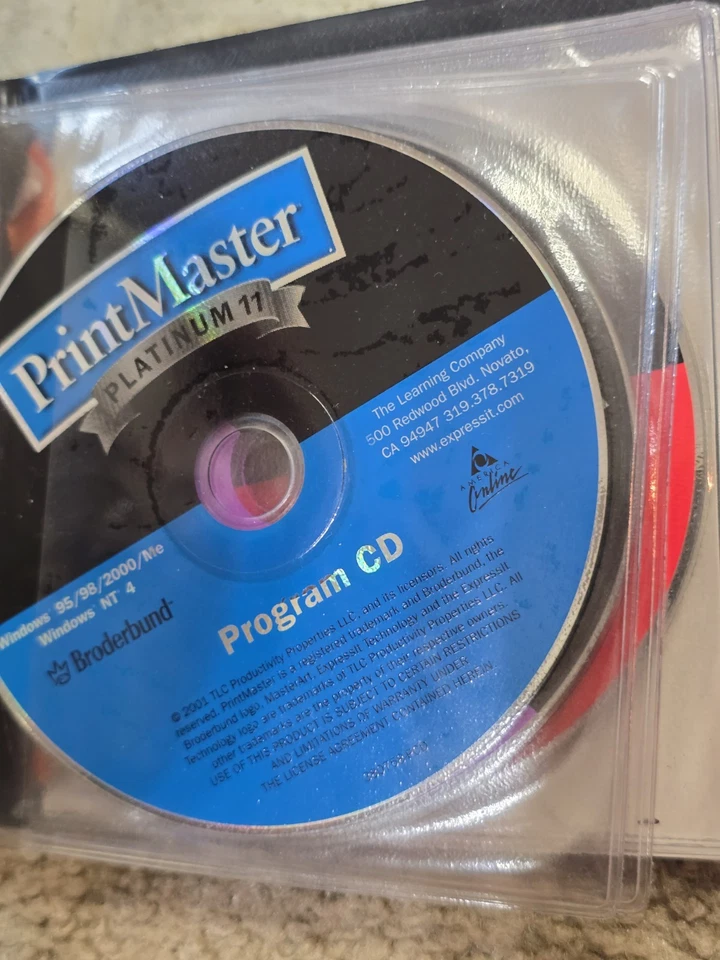 PrintMaster
PLATINUM 11
The Learning Company
500 Redwood Blvd. Novato,
CA 94947 319.378.7319
www.expressit.com
AMERICA
Online
Windows 95/98/2000/Me
Windows NT 4
Broderbund
Program CD
© 2001 TLC Productivity Properties LLC, and its licensors. All rights
reserved. PrintMaster is a registered trademark and Broderbund, the
Broderbund logo, MasterArt, Expressit Technology and the Expressit
Technology logo are trademarks of TLC Productivity Properties LLC. All
other trademarks are the property of their respective owners.
USE OF THIS PRODUCT IS SUBJECT TO CERTAIN RESTRICTIONS
AND LIMITATIONS OF WARRANTY UNDER
THE LICENSE AGREEMENT CONTAINED HEREIN